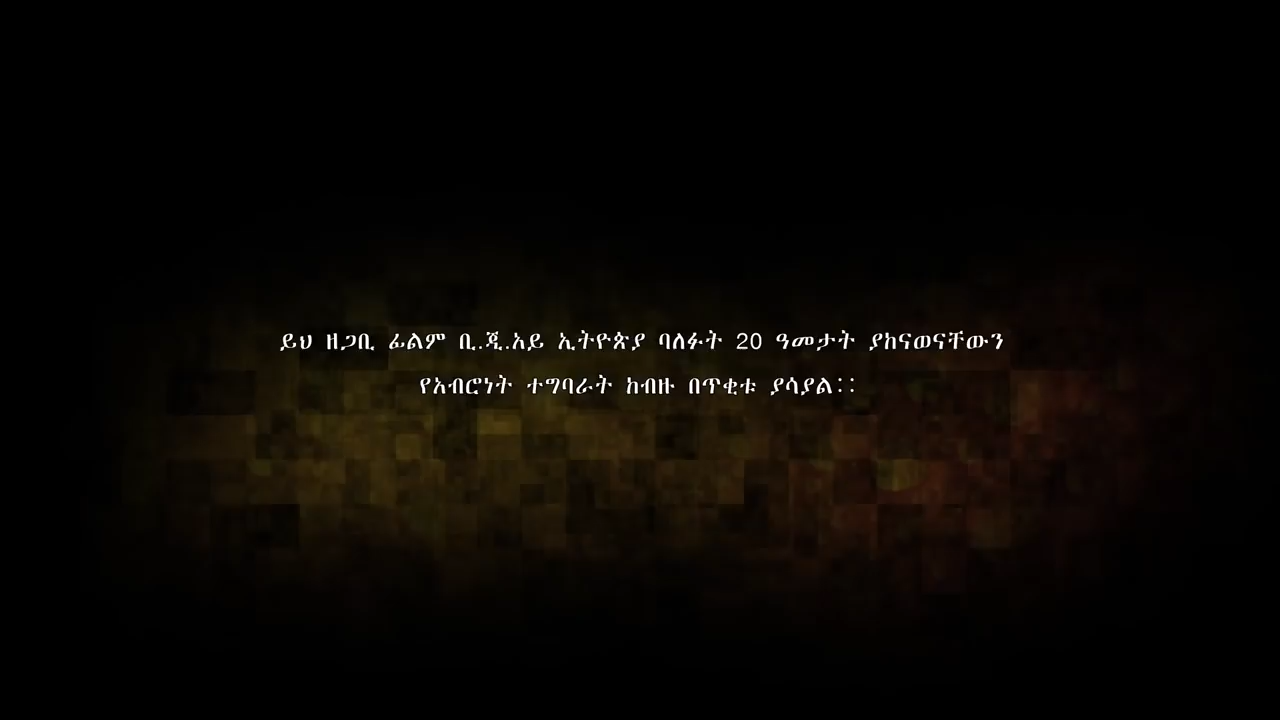 ይህ ዘጋቢ ፊልም ቢ.ጂ.አይ ኢትዮጵያ ባለፉት 20 ዓመታት ያከናወናቸውን
የአብሮነት ተግባራት ከብዙ በጥቂቱ ያሳያል::